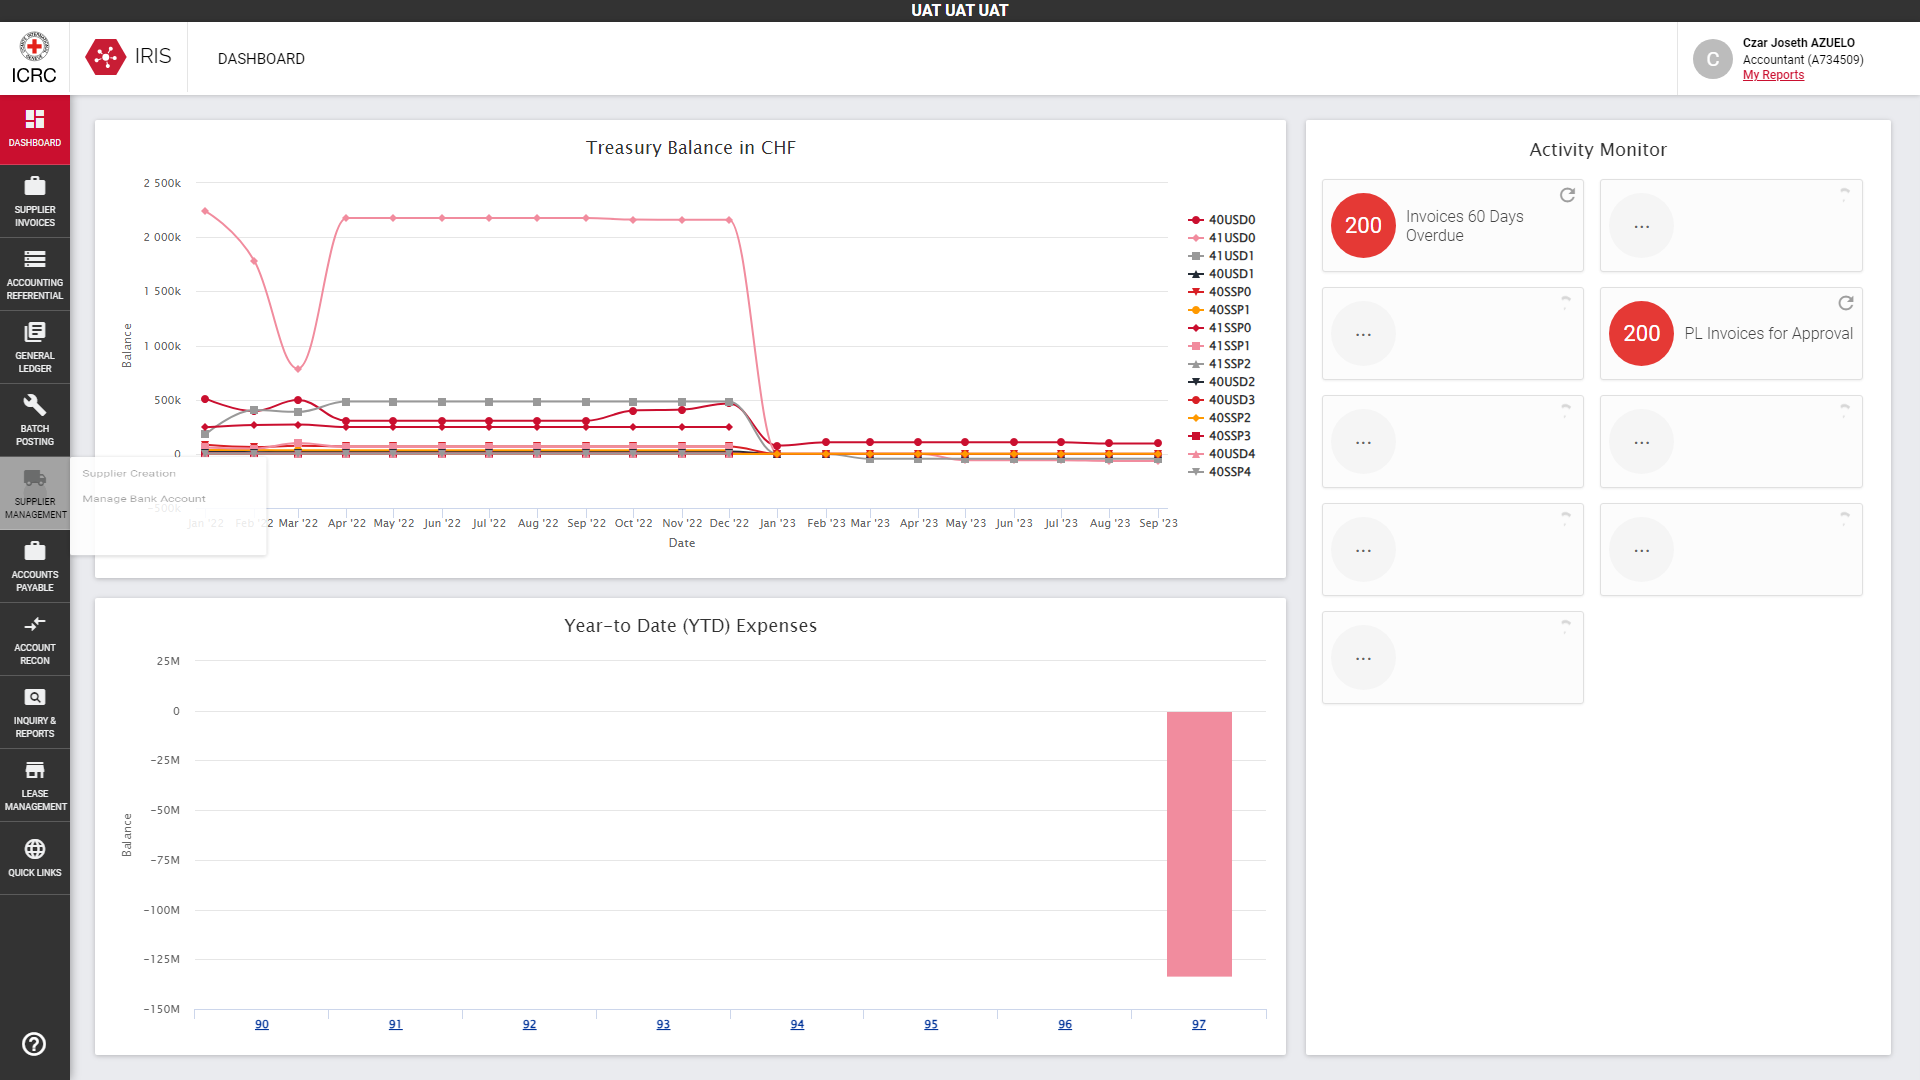 UAT UAT UAT
ICRC
IRIS
DASHBOARD
C
Czar Joseth AZUELO
Accountant (A734509)
My Reports
DASHBOARD
SUPPLIER
INVOICES
ACCOUNTING
REFERENTIAL
GENERAL
LEDGER
BATCH
POSTING
SUPPLIER
MANAGEMENT
ACCOUNTS
PAYABLE
ACCOUNT
RECON
INQUIRY &
REPORTS
LEASE
MANAGEMENT
QUICK LINKS
Supplier Creation
Manage Bank Account
Treasury Balance in CHF
2 500k
2 000k
1 500k
1 000k
500k
0
-500k
Balance
Jan '22 Feb '22 Mar '22 Apr '22 May '22 Jun '22 Jul '22 Aug '22 Sep '22 Oct '22 Nov '22 Dec '22 Jan '23 Feb '23 Mar '23 Apr '23 May '23 Jun '23 Jul '23 Aug '23 Sep '23
Date
40USD0
41USD0
41USD1
40USD1
40SSP0
40SSP1
41SSP0
41SSP1
41SSP2
40USD2
40USD3
40SSP2
40SSP3
40USD4
40SSP4
Year-to Date (YTD) Expenses
25M
0
-25M
-50M
-75M
-100M
-125M
-150M
Balance
90 91 92 93 94 95 96 97
Activity Monitor
200
Invoices 60 Days
Overdue
...
...
200
PL Invoices for Approval
...
...
...
...
...